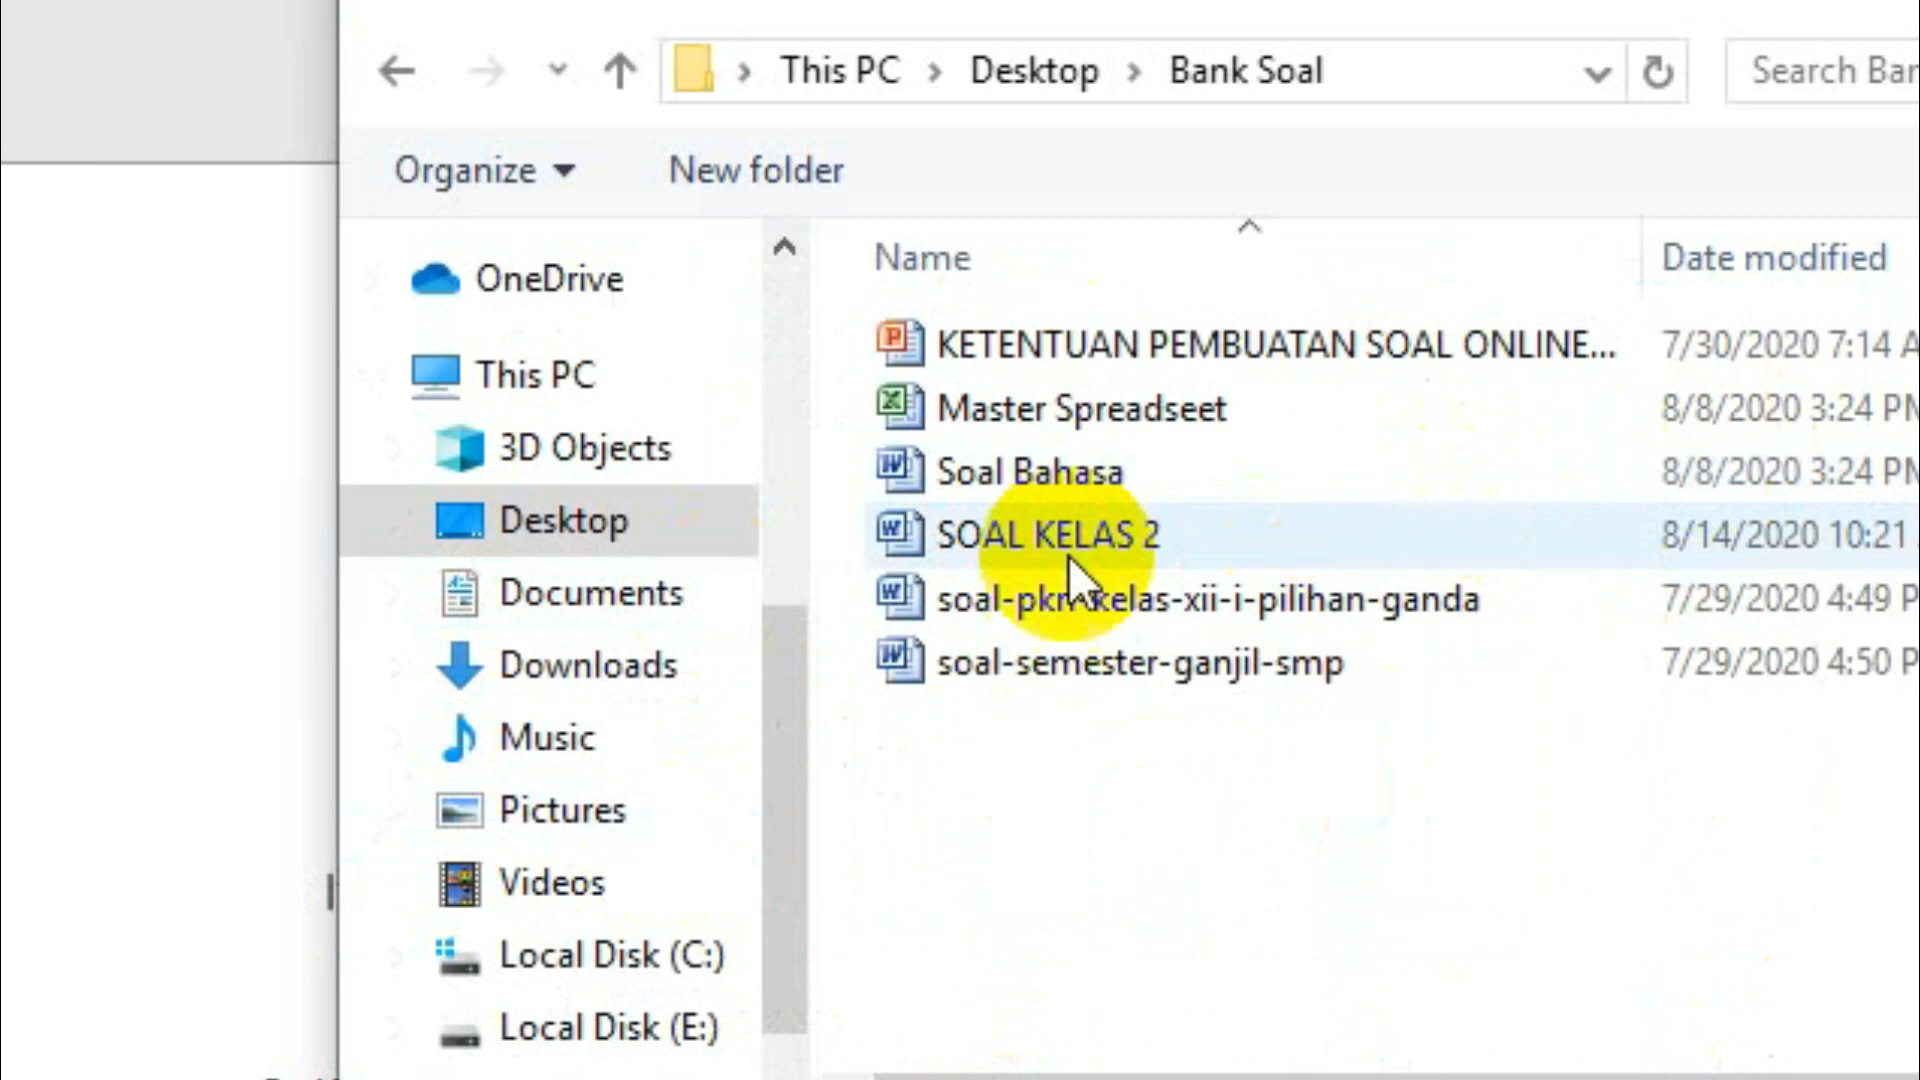 This PC > Desktop > Bank Soal
Search Bar
Organize
New folder
Name
Date modified
OneDrive
This PC
3D Objects
Desktop
Documents
Downloads
Music
Pictures
Videos
Local Disk (C:)
Local Disk (E:)
KETENTUAN PEMBUATAN SOAL ONLINE... 7/30/2020 7:14 A
Master Spreadseet 8/8/2020 3:24 PM
Soal Bahasa 8/8/2020 3:24 PM
SOAL KELAS 2 8/14/2020 10:21
soal-pkn-kelas-xii-i-pilihan-ganda 7/29/2020 4:49 P
soal-semester-ganjil-smp 7/29/2020 4:50 P